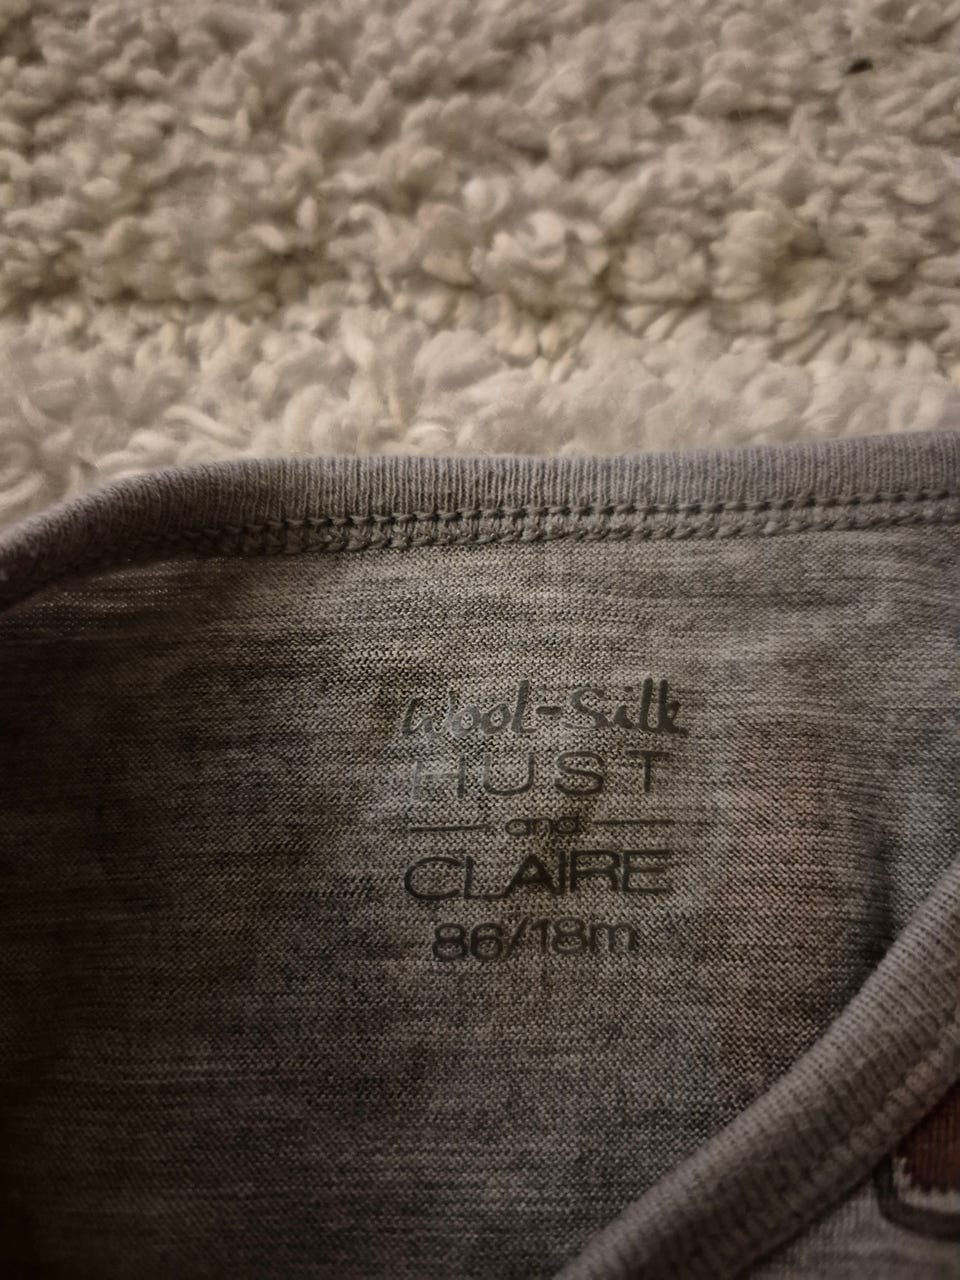 Wool-Silk
HUST
and
CLAIRE
86/18m